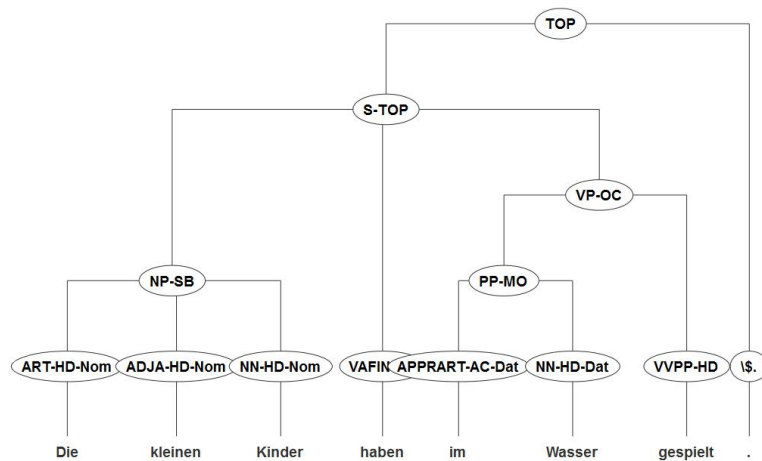 TOP
S-TOP
VP-OC
NP-SB PP-MO
ART-HD-Nom ADJA-HD-Nom NN-HD-Nom VAFIN APPRART-AC-Dat NN-HD-Dat VVPP-HD \$.
Die kleinen Kinder haben im Wasser gespielt .